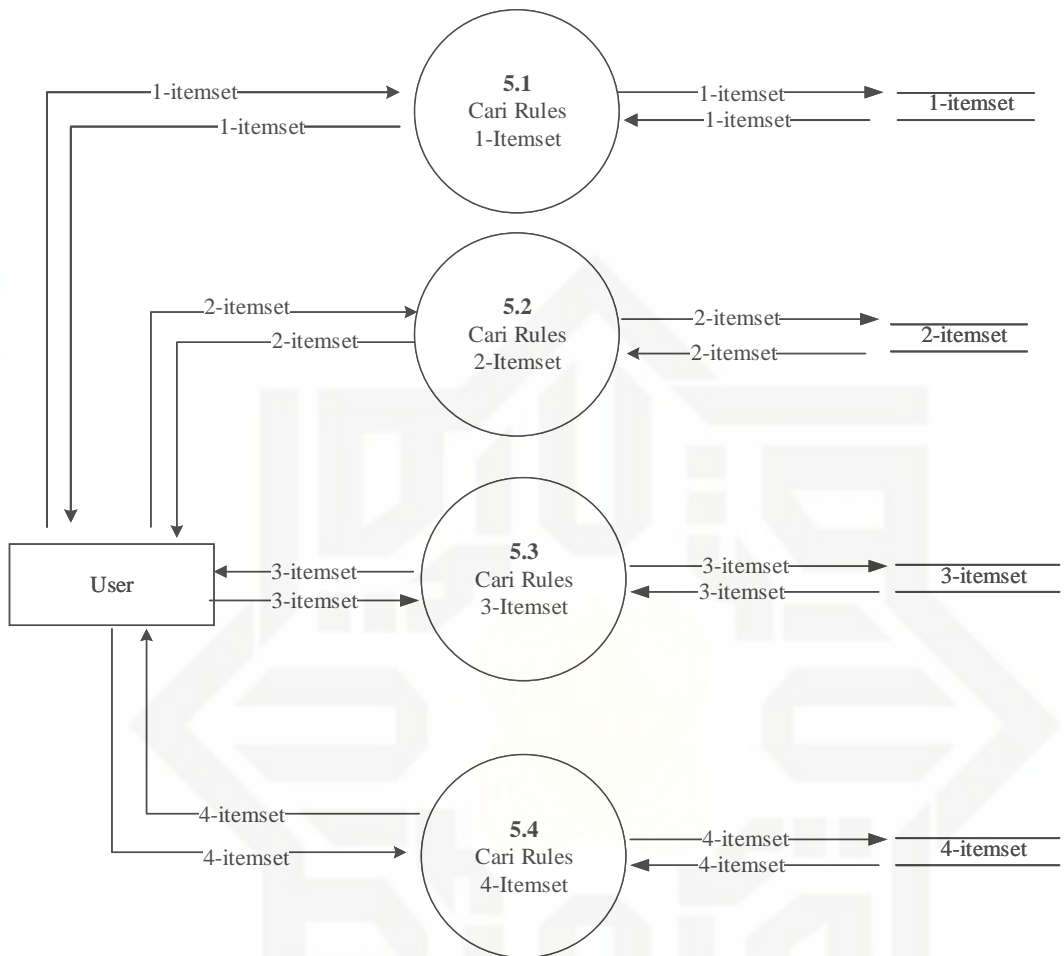 5.1
Cari Rules
1-Itemset
1-itemset
1-itemset
1-itemset
1-itemset
1-itemset
5.2
Cari Rules
2-Itemset
2-itemset
2-itemset
2-itemset
2-itemset
2-itemset
User
5.3
Cari Rules
3-Itemset
3-itemset
3-itemset
3-itemset
3-itemset
3-itemset
5.4
Cari Rules
4-Itemset
4-itemset
4-itemset
4-itemset
4-itemset
4-itemset